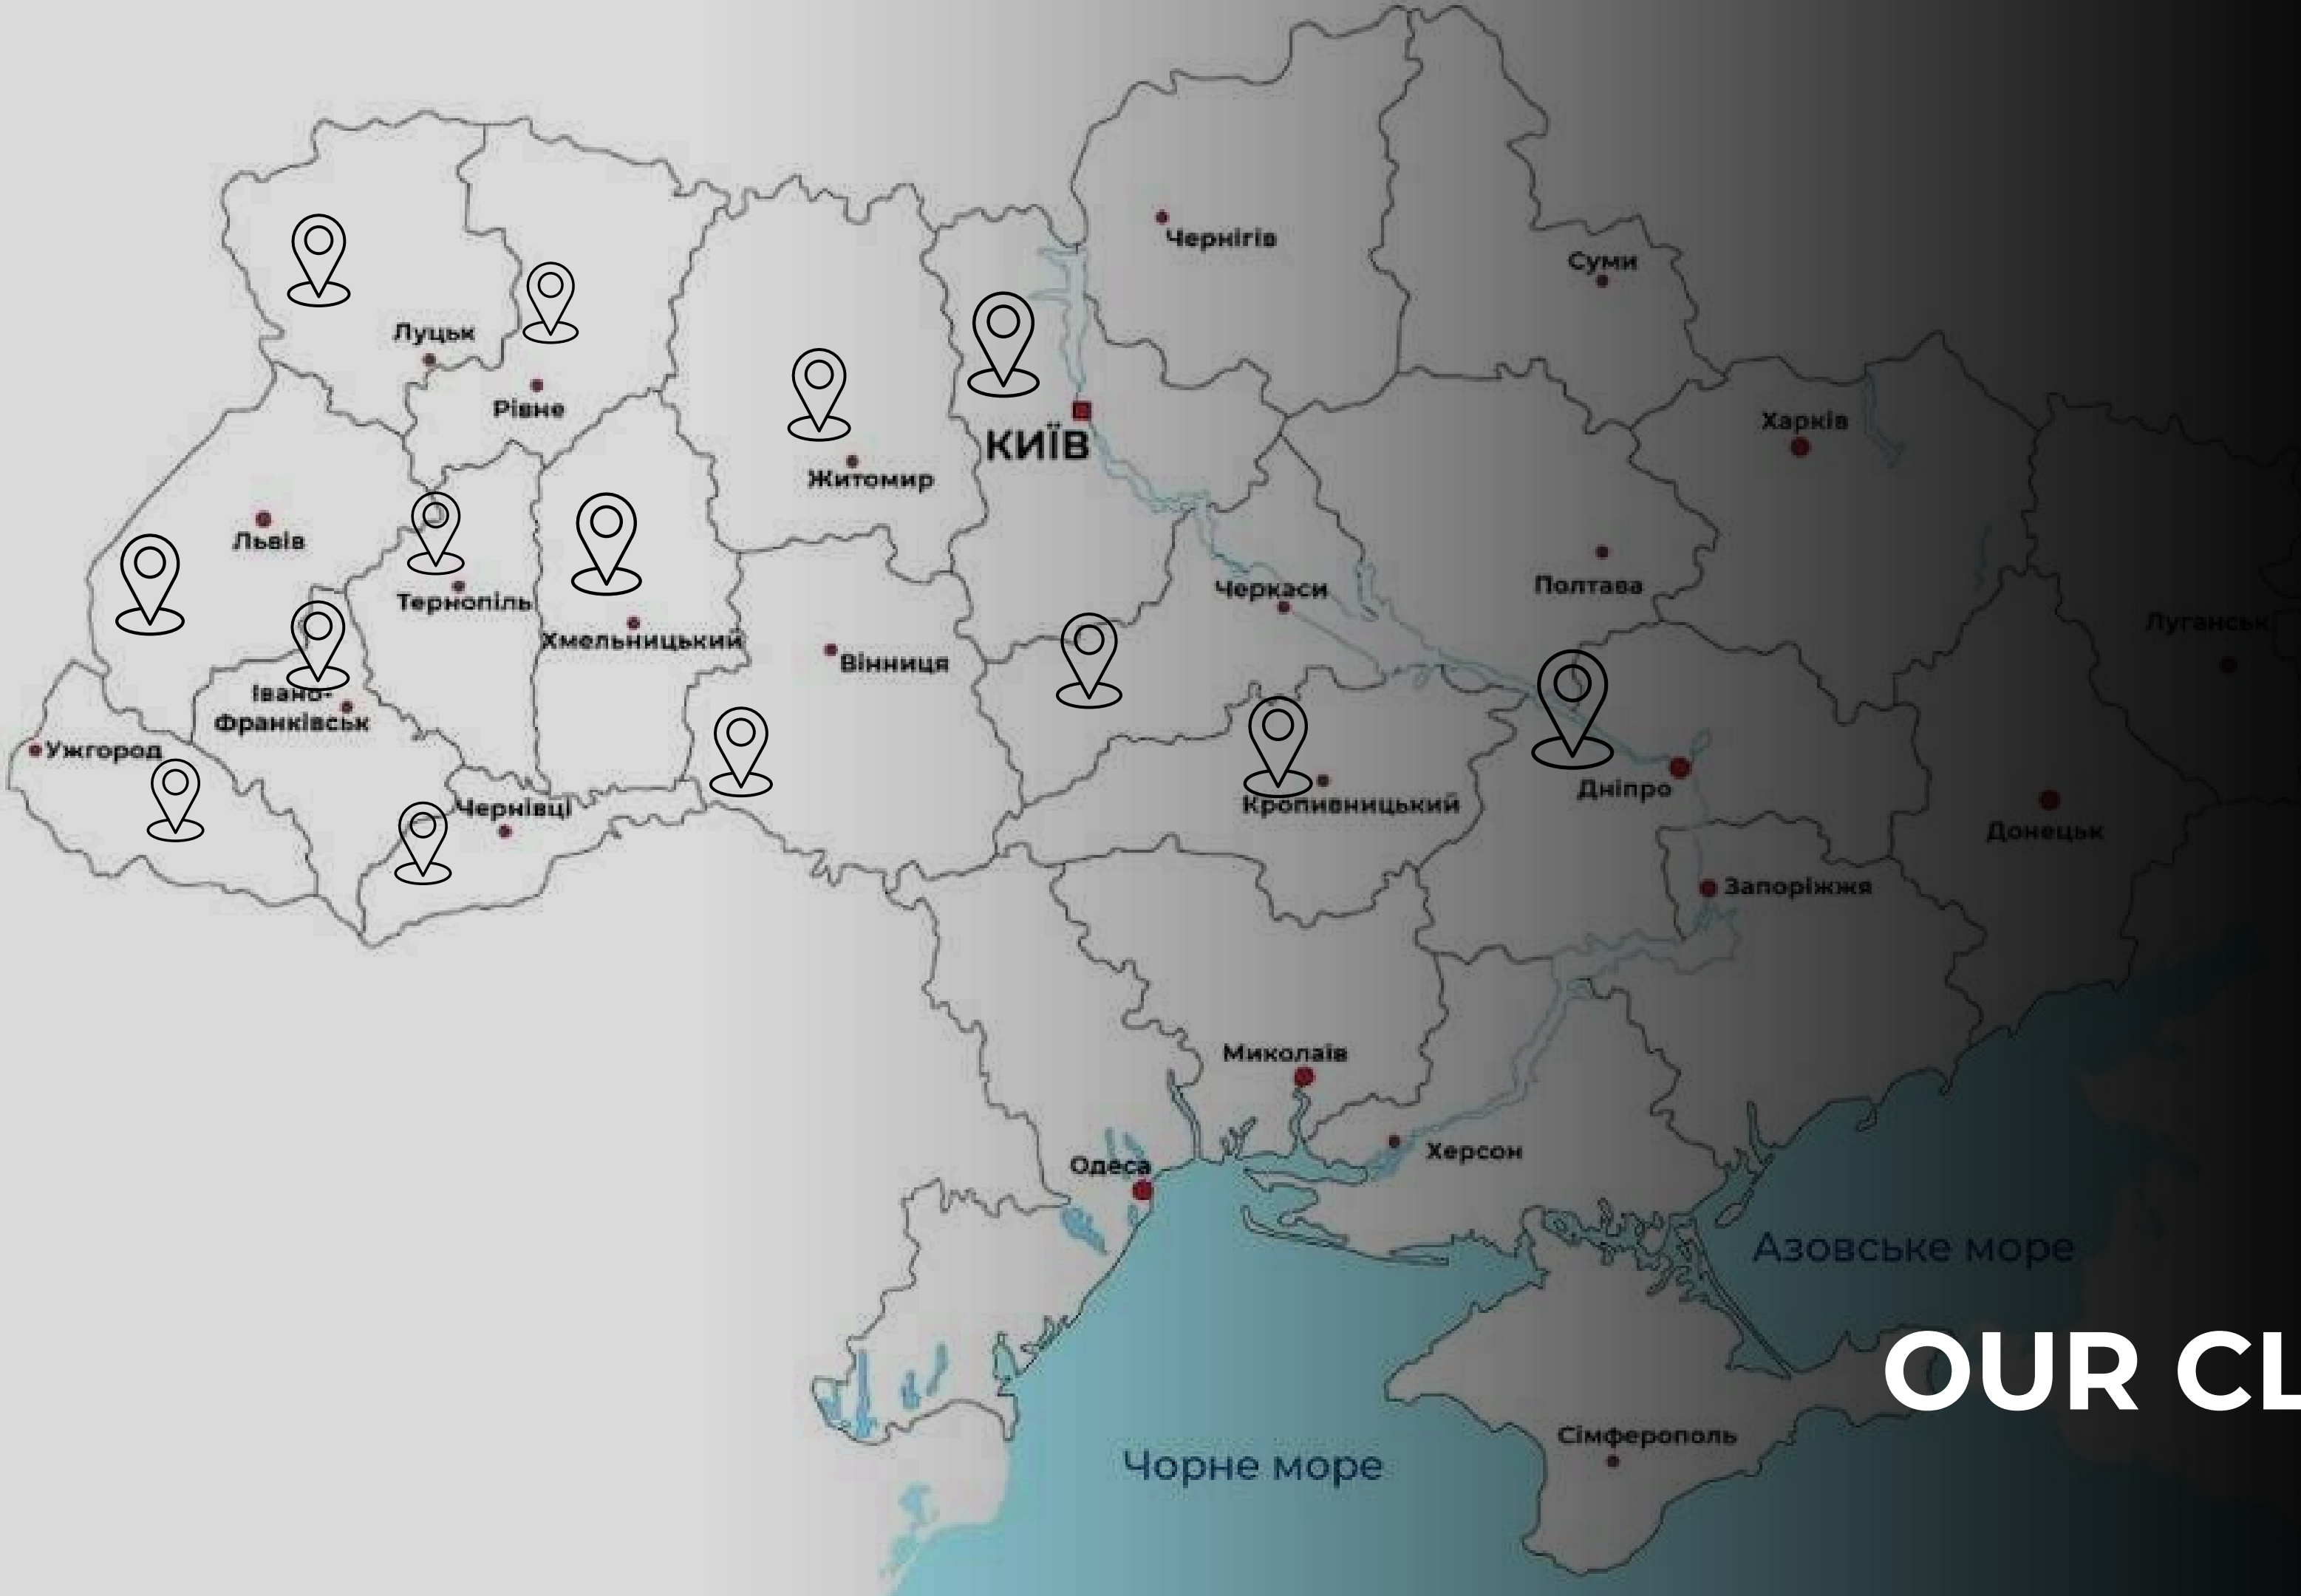 Чернігів
Суми
Луцьк
Рівне
Харків
КИЇВ
Житомир
Львів
Тернопіль
Черкаси
Полтава
Луганськ
Хмельницький
Вінниця
Івано-
Франківськ
Ужгород
Чернівці
Кропивницький
Дніпро
Донецьк
Запоріжжя
Миколаїв
Херсон
Одеса
Азовське море
OUR CL
Сімферополь
Чорне море